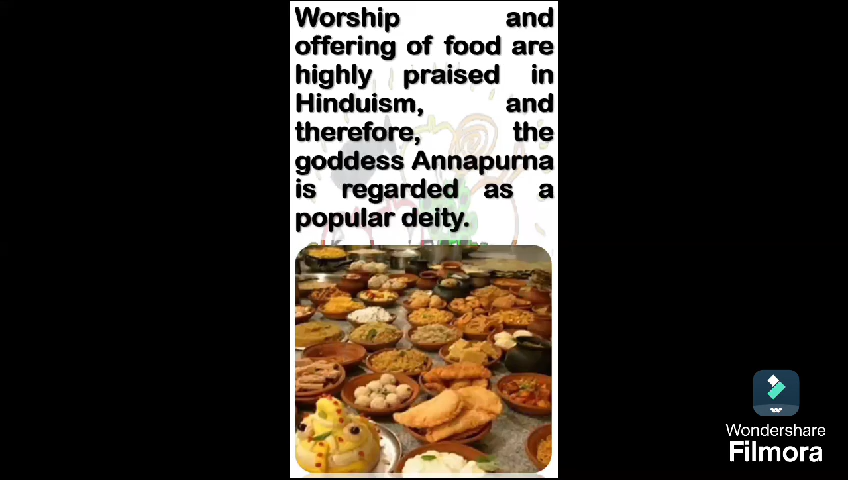 Worship and
offering of food are
highly praised in
Hinduism, and
therefore, the
goddess Annapurna
is regarded as a
popular deity.
Wondershare
Filmora